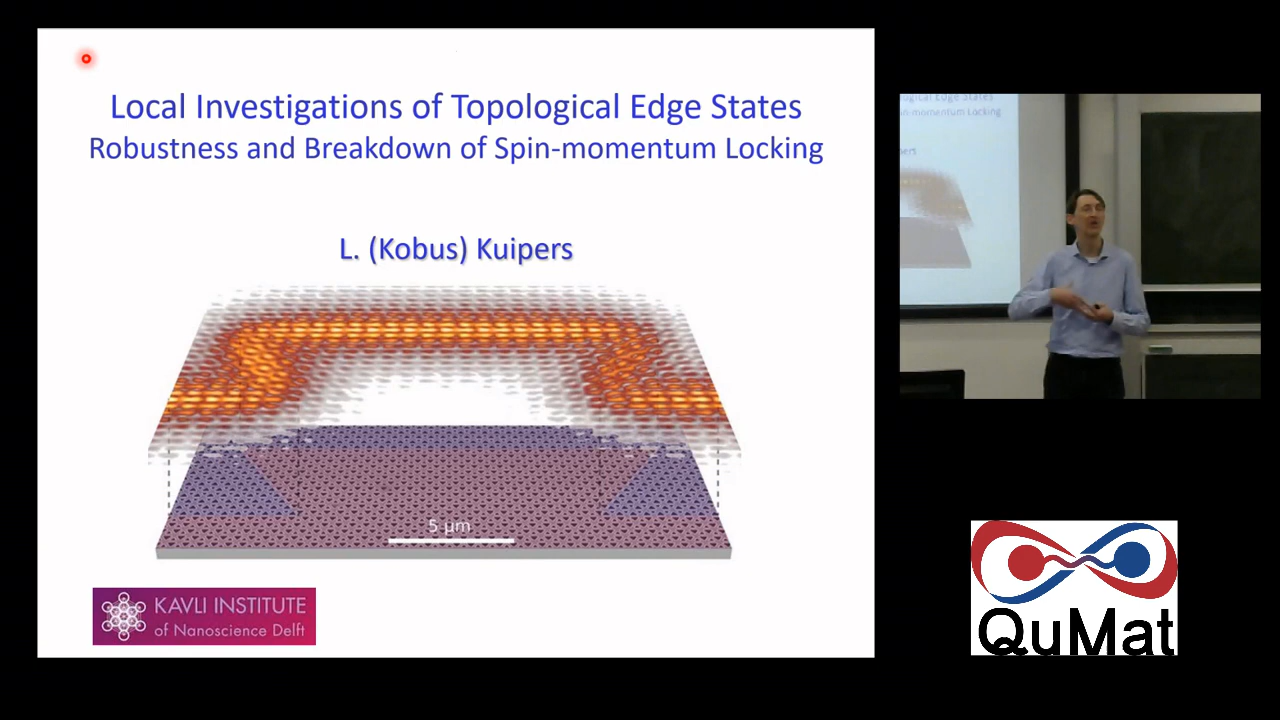 Local Investigations of Topological Edge States
Robustness and Breakdown of Spin-momentum Locking
L. (Kobus) Kuipers
5 μm
KAVLI INSTITUTE
of Nanoscience Delft
QuMat